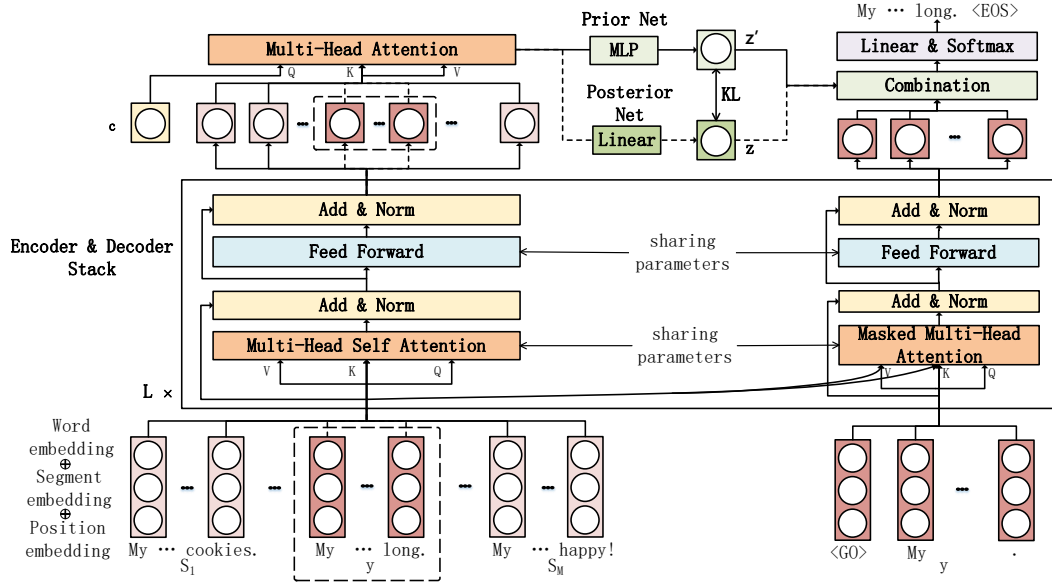 My ⋯ long. <EOS>
Prior Net
Multi-Head Attention
MLP
z'
Linear & Softmax
Q
K
V
KL
Combination
c
Posterior
Net
Linear
z
Encoder & Decoder
Stack
Add & Norm
Feed Forward
Add & Norm
Multi-Head Self Attention
V
K
Q
sharing
parameters
sharing
parameters
Add & Norm
Feed Forward
Add & Norm
Masked Multi-Head
Attention
V
K
Q
L ×
Word
embedding
⊕
Segment
embedding
⊕
Position
embedding
My ⋯ cookies.
S1
My ⋯ long.
y
My ⋯ happy!
SM
<GO> My .
y